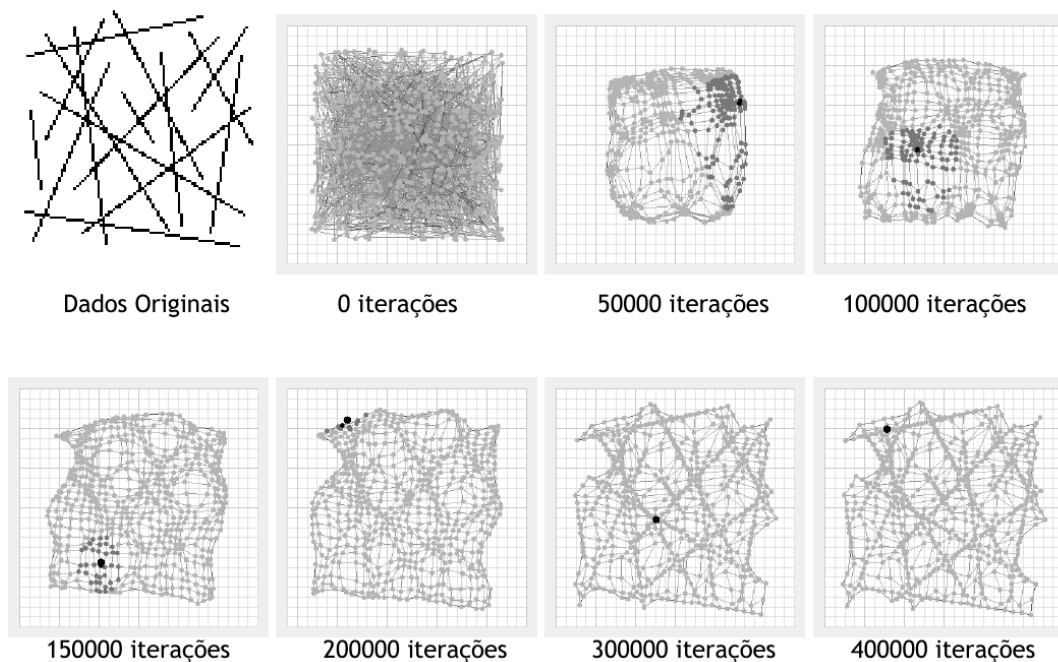 Dados Originais
0 iterações
50000 iterações
100000 iterações
150000 iterações
200000 iterações
300000 iterações
400000 iterações